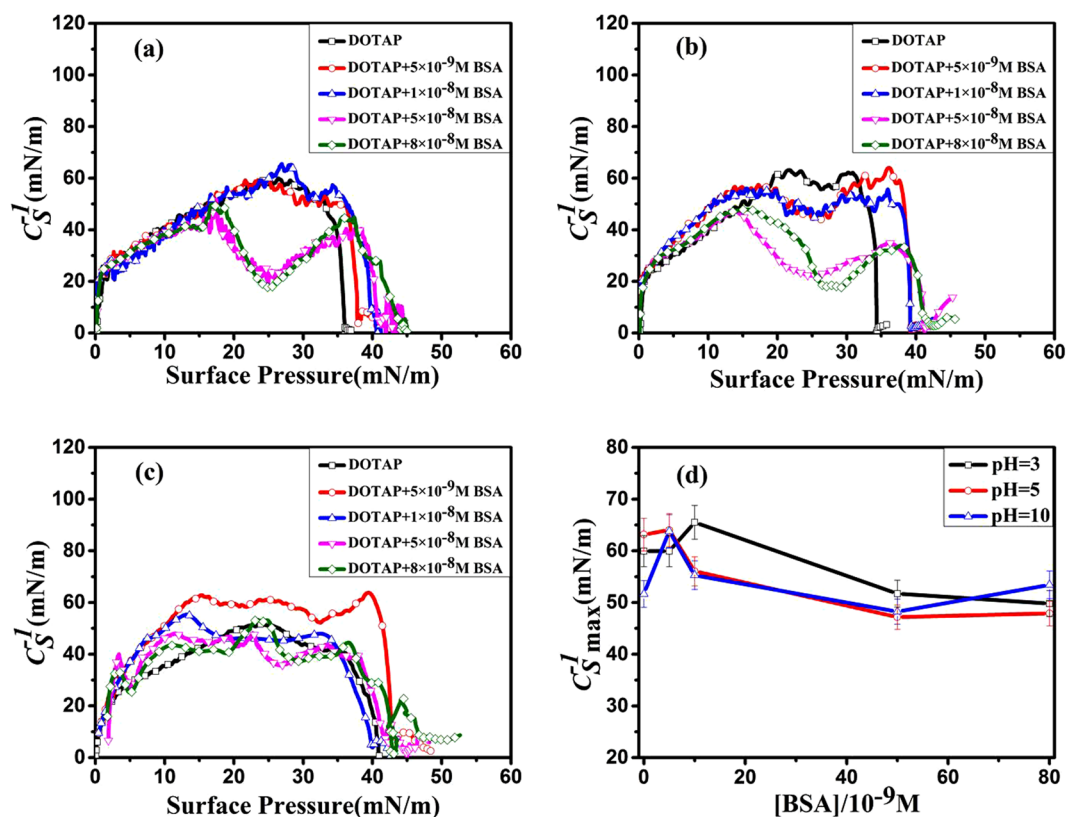 (a)
DOTAP
DOTAP+5×10⁻⁹M BSA
DOTAP+1×10⁻⁸M BSA
DOTAP+5×10⁻⁸M BSA
DOTAP+8×10⁻⁸M BSA
120
100
80
60
40
20
0
C_S⁻¹(mN/m)
0 10 20 30 40 50 60
Surface Pressure(mN/m)
(b)
DOTAP
DOTAP+5×10⁻⁹M BSA
DOTAP+1×10⁻⁸M BSA
DOTAP+5×10⁻⁸M BSA
DOTAP+8×10⁻⁸M BSA
120
100
80
60
40
20
0
C_S⁻¹(mN/m)
0 10 20 30 40 50 60
Surface Pressure(mN/m)
(c)
DOTAP
DOTAP+5×10⁻⁹M BSA
DOTAP+1×10⁻⁸M BSA
DOTAP+5×10⁻⁸M BSA
DOTAP+8×10⁻⁸M BSA
120
100
80
60
40
20
0
C_S⁻¹(mN/m)
0 10 20 30 40 50 60
Surface Pressure(mN/m)
(d)
pH=3
pH=5
pH=10
80
70
60
50
40
30
20
C_S⁻¹max(mN/m)
0 20 40 60 80
[BSA]/10⁻⁹M